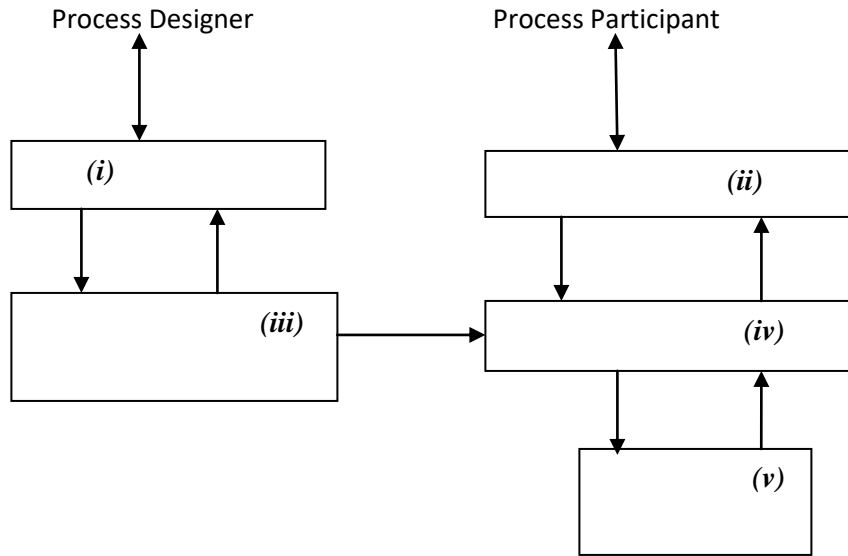 Process Designer
Process Participant
(i)
(ii)
(iii)
(iv)
(v)